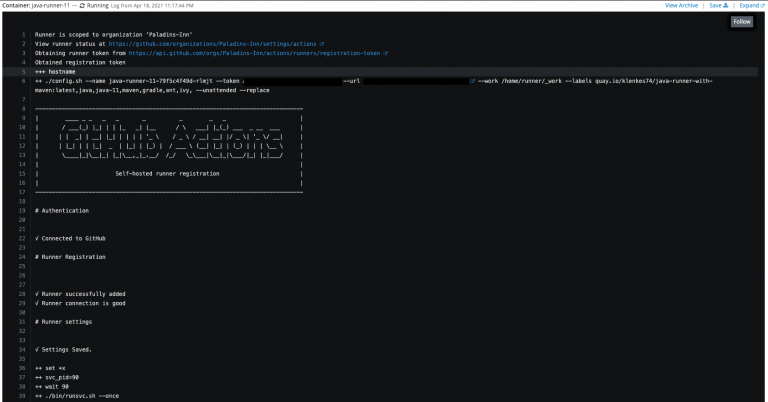 Container: java-runner-11 — Running Log from Apr 18, 2021 11:17:44 PM View Archive | Save | Expand
Follow
1 Runner is scoped to organization 'Paladins-Inn'
2 View runner status at https://github.com/organizations/Paladins-Inn/settings/actions
3 Obtaining runner token from https://api.github.com/orgs/Paladins-Inn/actions/runners/registration-token
4 Obtained registration token
5 +++ hostname
6 ++ ./config.sh --name java-runner-11-79f5c4f49d-rlmjt --token --url --work /home/runner/_work --labels quay.io/klenkes74/java-runner-with-
maven:latest,java,java-11,maven,gradle,ant,ivy, --unattended --replace
7
8 --------------------------------------------------------------------------------
9
10
11
12
13
14
15 Self-hosted runner registration
16
17 --------------------------------------------------------------------------------
18
19 # Authentication
20
21
22 √ Connected to GitHub
23
24 # Runner Registration
25
26
27
28 √ Runner successfully added
29 √ Runner connection is good
30
31 # Runner settings
32
33
34 √ Settings Saved.
35
36 ++ set +x
37 ++ svc_pid=90
38 ++ wait 90
39 ++ ./bin/runsvc.sh --once